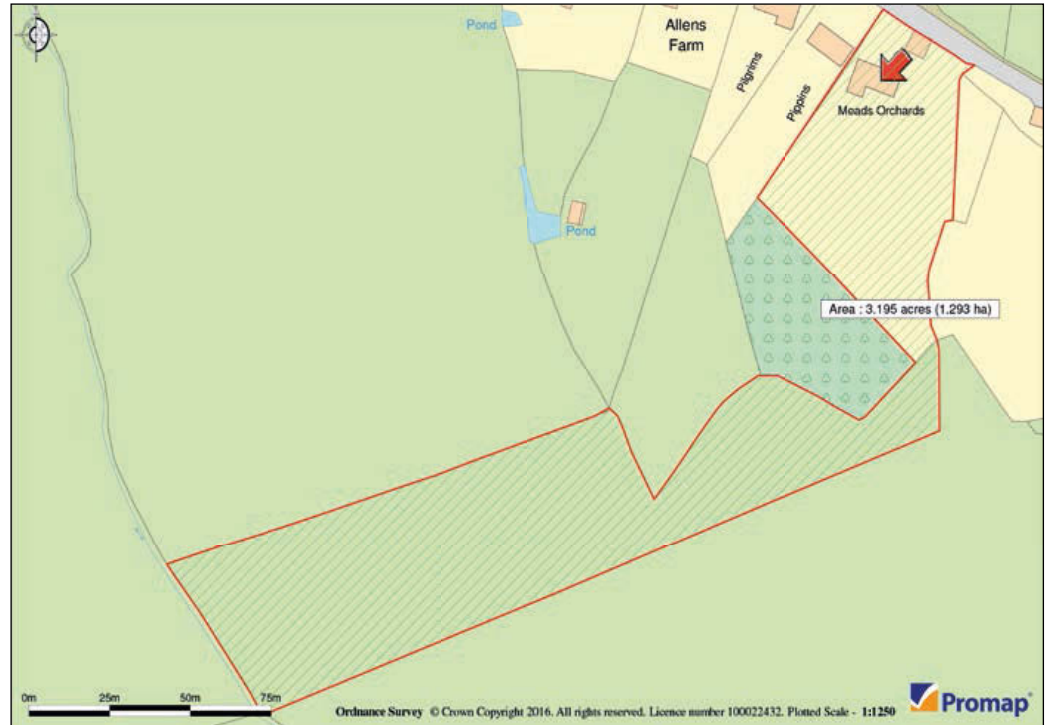 Pond
Allens
Farm
Pilgrims
Pippins
Meads Orchards
Pond
Area : 3.195 acres (1.293 ha)
0m 25m 50m 75m
Ordnance Survey © Crown Copyright 2016. All rights reserved. Licence number 100022432. Plotted Scale - 1:1250
Promap